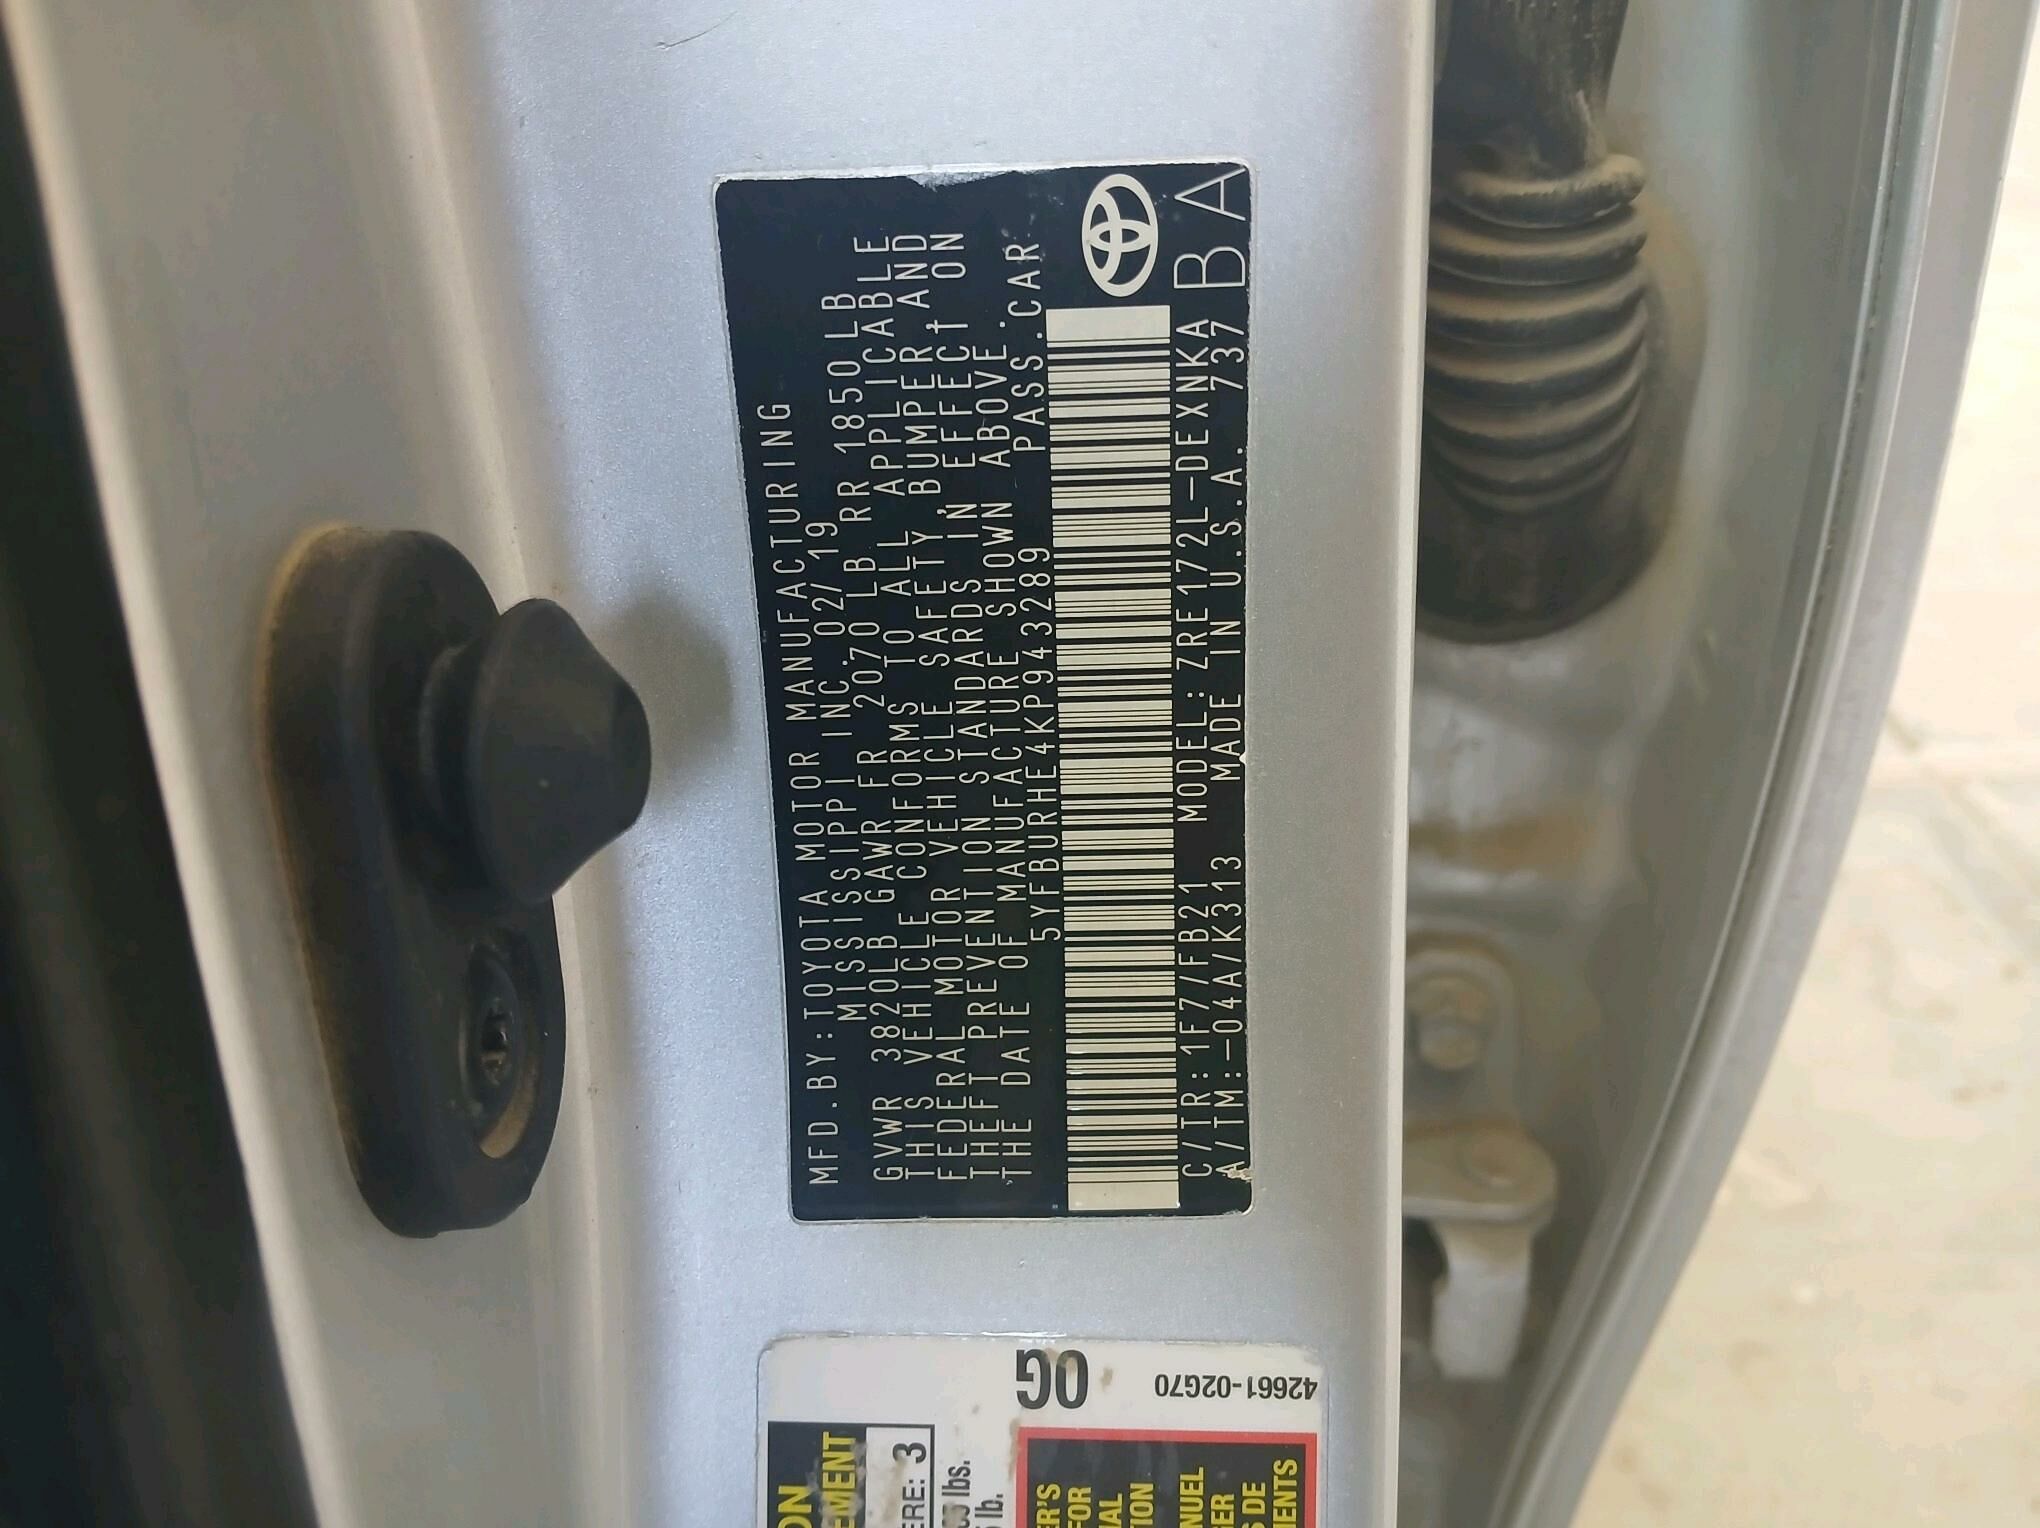 MFD.BY:TOYOTA MOTOR MANUFACTURING
MISSISSIPPI INC. 02/19
GVWR 3820LB GAWR FR 2070LB RR 1850LB
THIS VEHICLE CONFORMS TO ALL APPLICABLE
FEDERAL MOTOR VEHICLE SAFETY, BUMPER, AND
THEFT PREVENTION STANDARDS IN EFFECT ON
THE DATE OF MANUFACTURE SHOWN ABOVE.
5YFBURHE4KP943289 PASS.CAR
C/TR:1F7/FB21 MODEL:ZRE172L-DEXNKA
A/TM:-04A/K313 MADE IN U.S.A. 737
BA
0G
42661-02G70
3
lbs.
lb.